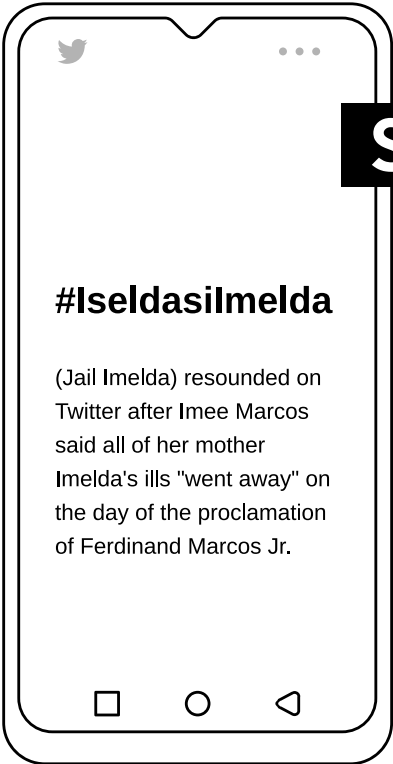 S
#IseldasiImelda
(Jail Imelda) resounded on
Twitter after Imee Marcos
said all of her mother
Imelda's ills "went away" on
the day of the proclamation
of Ferdinand Marcos Jr.